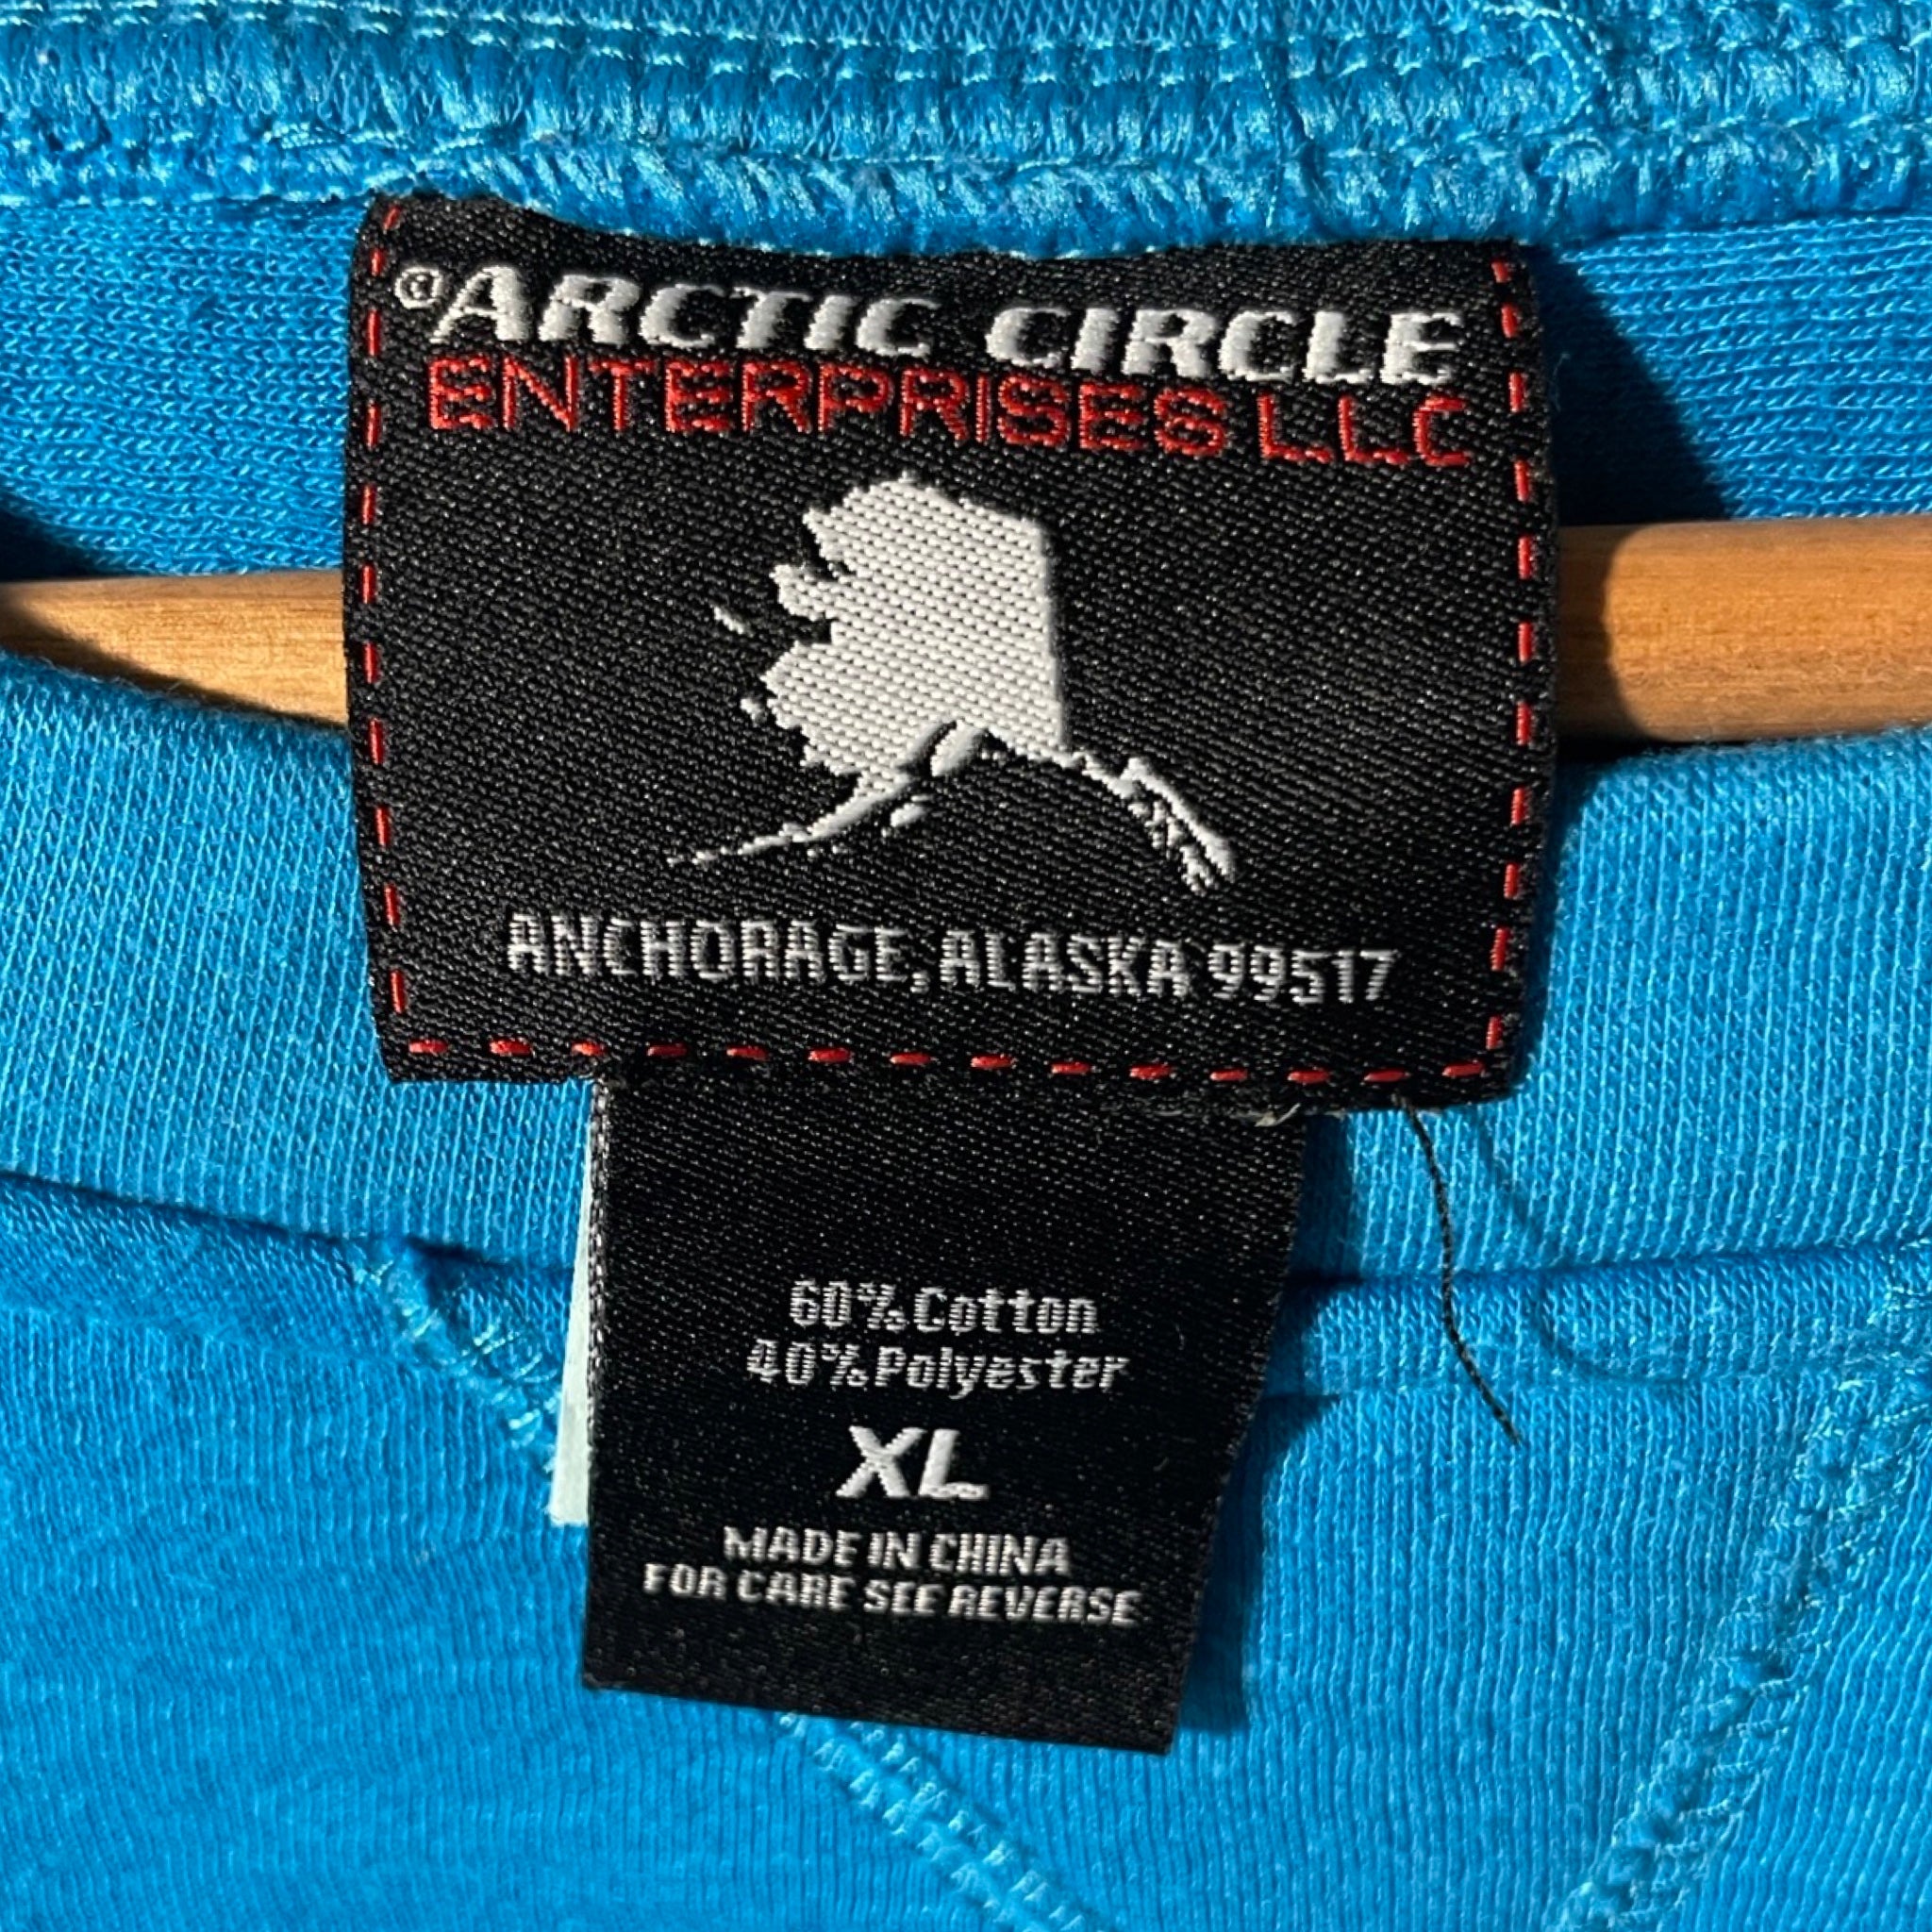 ®ARCTIC CIRCLE
ENTERPRISES LLC
ANCHORAGE, ALASKA 99517
60% Cotton
40% Polyester
XL
MADE IN CHINA
FOR CARE SEE REVERSE